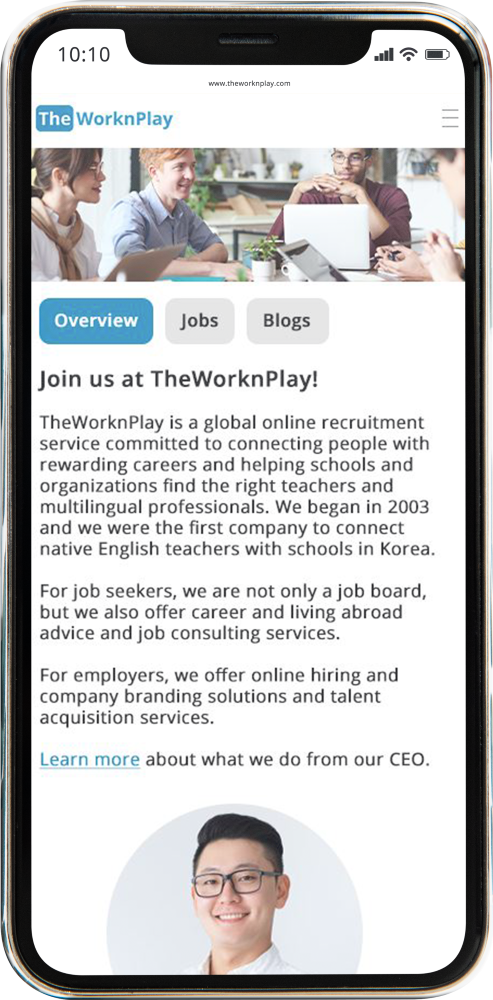 10:10
www.theworknplay.com
The WorknPlay
Overview
Jobs
Blogs
Join us at TheWorknPlay!
TheWorknPlay is a global online recruitment
service committed to connecting people with
rewarding careers and helping schools and
organizations find the right teachers and
multilingual professionals. We began in 2003
and we were the first company to connect
native English teachers with schools in Korea.
For job seekers, we are not only a job board,
but we also offer career and living abroad
advice and job consulting services.
For employers, we offer online hiring and
company branding solutions and talent
acquisition services.
Learn more about what we do from our CEO.